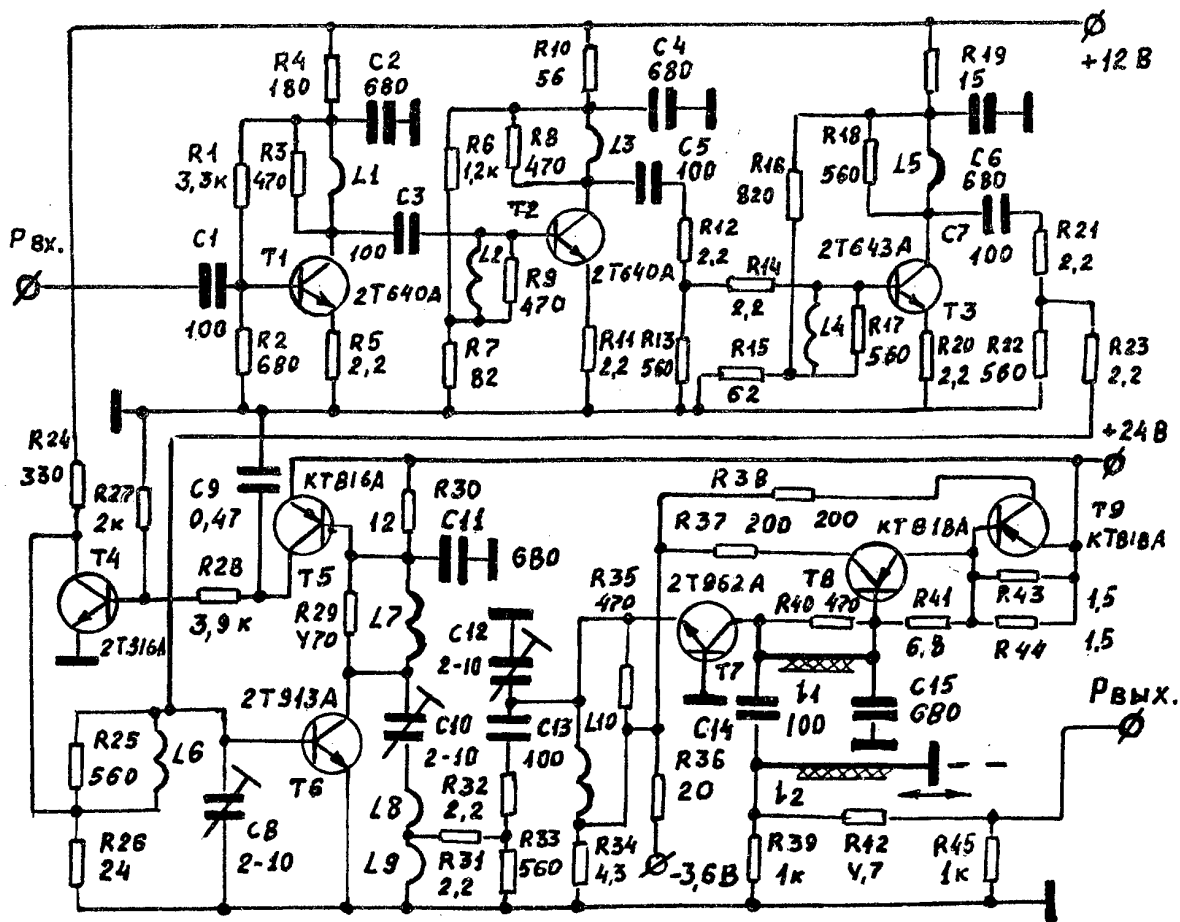 R4
180
C2
680
R10
56
C4
680
R19
15
+12 В
R1
3,3к
R3
470
L1
C3
100
R6
1,2к
R8
470
L3
C5
100
R16
820
R18
560
L5
C6
680
Рвх.
C1
100
T1
2Т640А
T2
L2
R9
470
2Т640А
R12
2,2
R14
2,2
2Т643А
C7
100
R21
2,2
T3
L4
R17
560
R2
680
R5
2,2
R7
82
R11
2,2
R13
560
R15
62
R20
2,2
R22
560
R23
2,2
+24 В
R24
330
R27
2к
C9
0,47
КТ816А
R30
12
C11
680
R38
200
R37
200
КТ818А
T9
КТ818А
T4
R28
3,9 к
T5
R29
470
L7
C12
2-10
R35
470
2Т962А
T8
R40
470
R41
6,8
R43
1,5
R44
1,5
2Т316А
2Т913А
T6
C10
2-10
C13
100
L10
T7
C14
100
l1
C15
680
Рвых.
R25
560
L6
C8
2-10
L8
L9
R32
2,2
R31
2,2
R33
560
R34
4,3
R36
20
-3,6В
l2
R39
1к
R42
4,7
R45
1к
R26
24